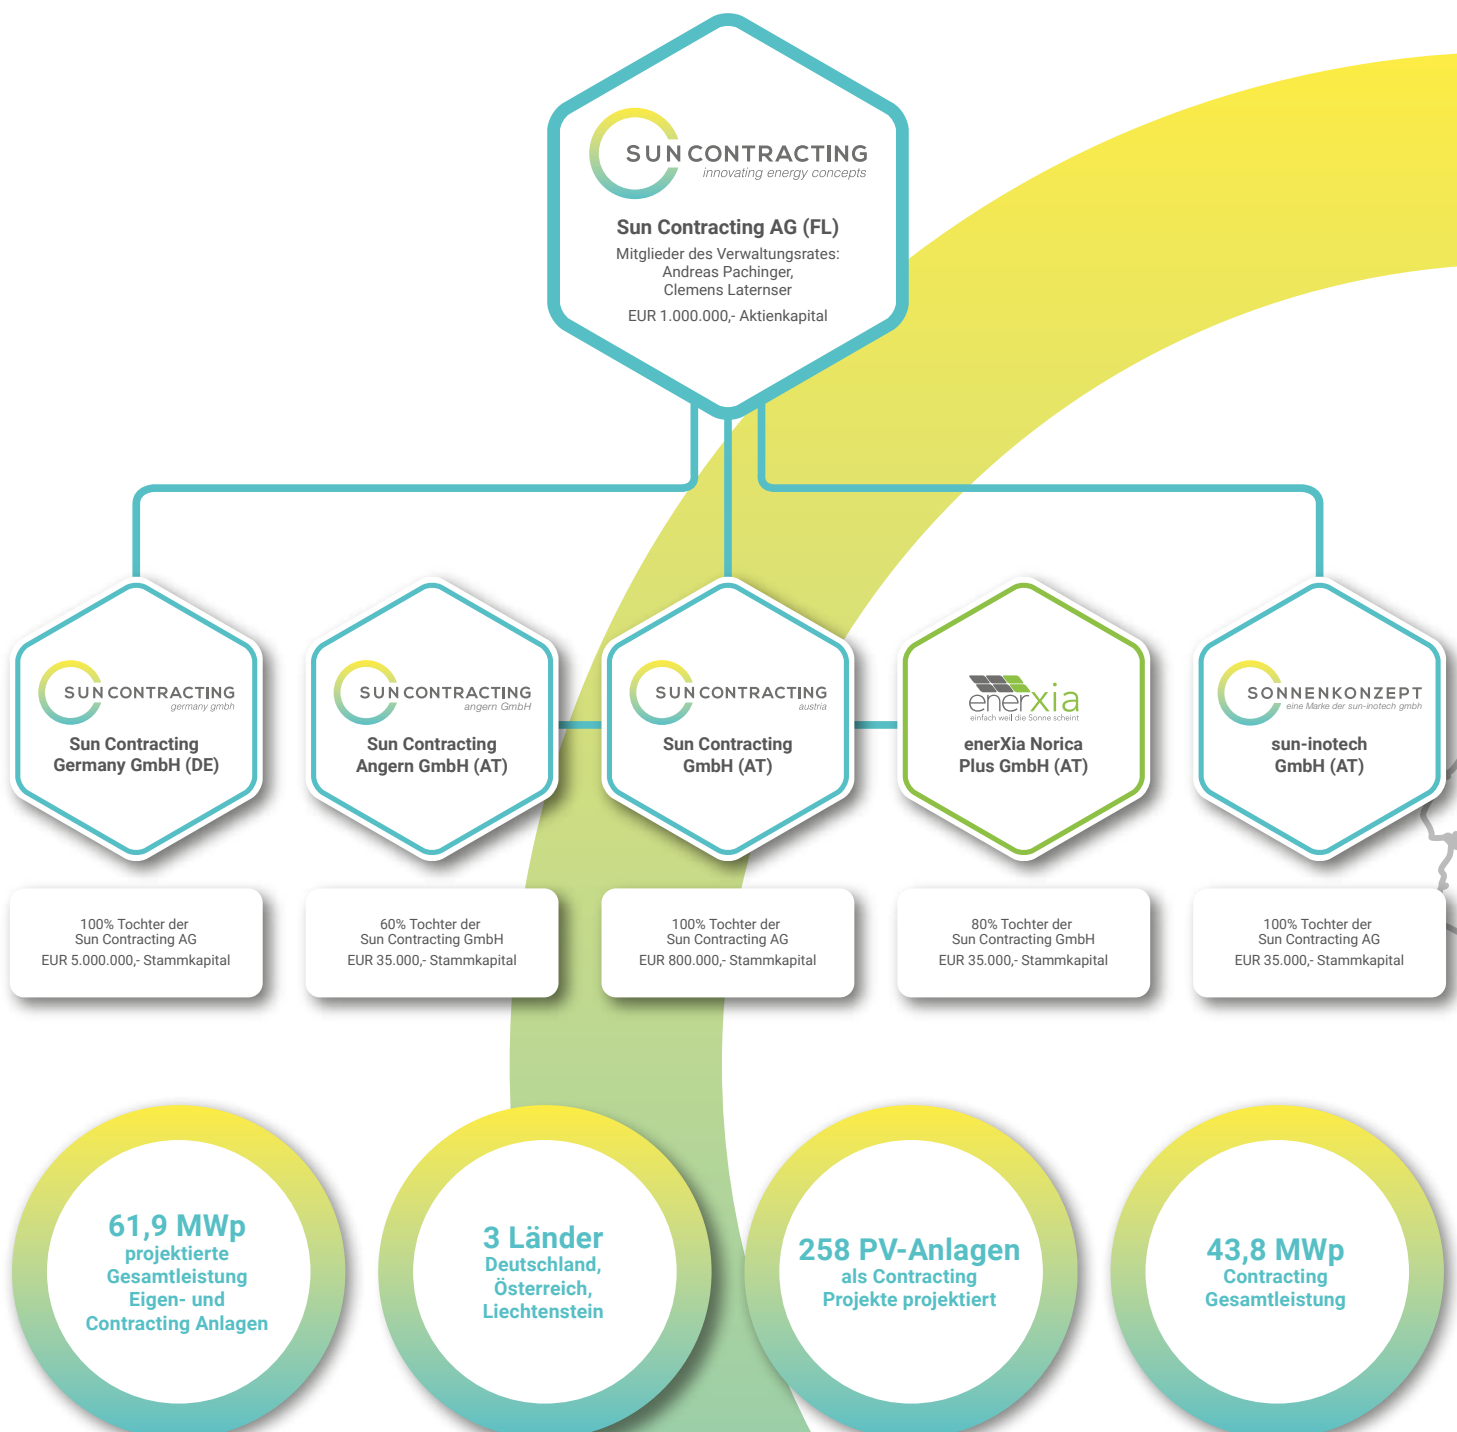 SUN CONTRACTING
innovating energy concepts
Sun Contracting AG (FL)
Mitglieder des Verwaltungsrates:
Andreas Pachinger,
Clemens Laternser
EUR 1.000.000,- Aktienkapital
SUN CONTRACTING
germany gmbh
Sun Contracting
Germany GmbH (DE)
SUN CONTRACTING
angern GmbH
Sun Contracting
Angern GmbH (AT)
SUN CONTRACTING
austria
Sun Contracting
GmbH (AT)
enerxia
einfach weil die Sonne scheint
enerXia Norica
Plus GmbH (AT)
SONNENKONZEPT
eine Marke der sun-inotech gmbh
sun-inotech
GmbH (AT)
100% Tochter der
Sun Contracting AG
EUR 5.000.000,- Stammkapital
60% Tochter der
Sun Contracting GmbH
EUR 35.000,- Stammkapital
100% Tochter der
Sun Contracting AG
EUR 800.000,- Stammkapital
80% Tochter der
Sun Contracting GmbH
EUR 35.000,- Stammkapital
100% Tochter der
Sun Contracting AG
EUR 35.000,- Stammkapital
61,9 MWp
projektierte
Gesamtleistung
Eigen- und
Contracting Anlagen
3 Länder
Deutschland,
Österreich,
Liechtenstein
258 PV-Anlagen
als Contracting
Projekte projektiert
43,8 MWp
Contracting
Gesamtleistung